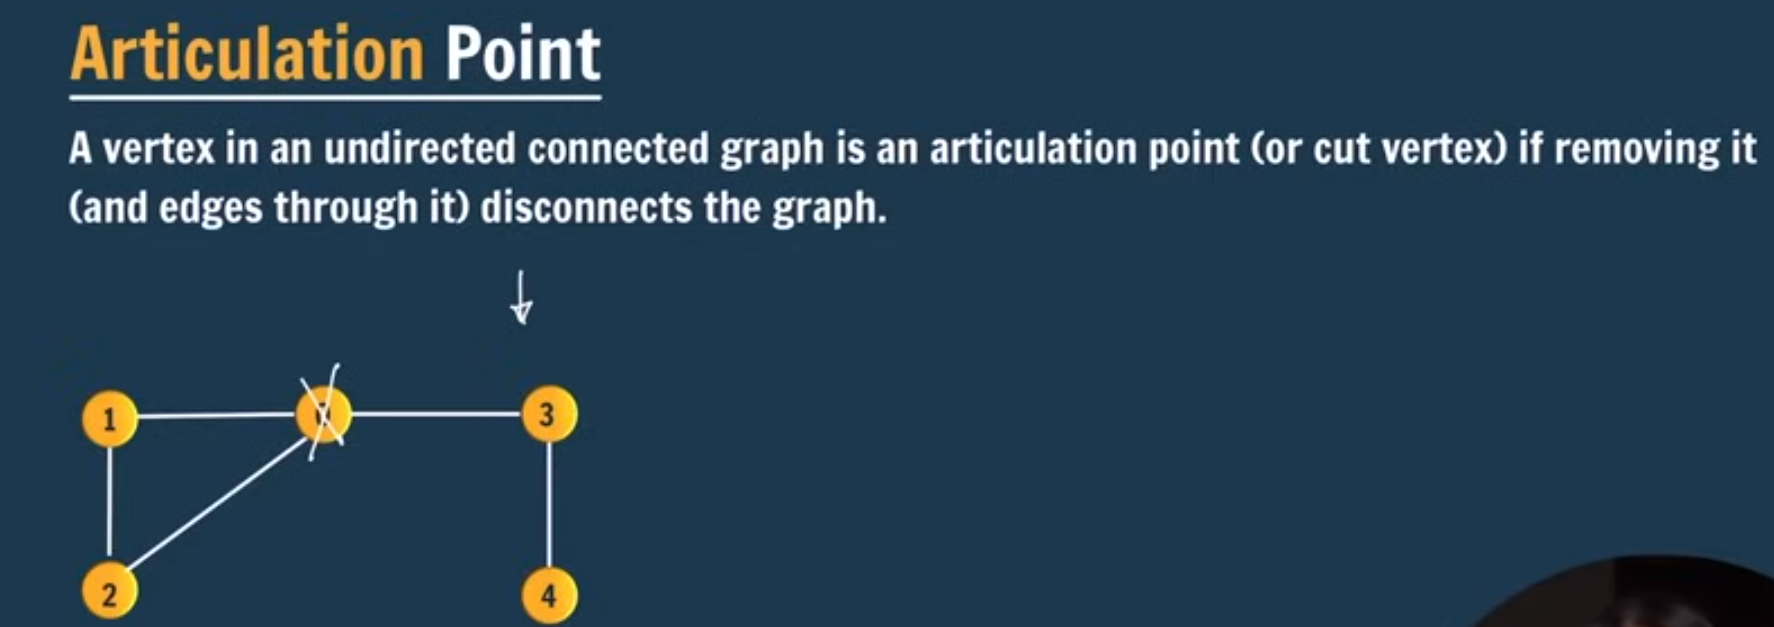 Articulation Point
A vertex in an undirected connected graph is an articulation point (or cut vertex) if removing it
(and edges through it) disconnects the graph.
1
3
2
4